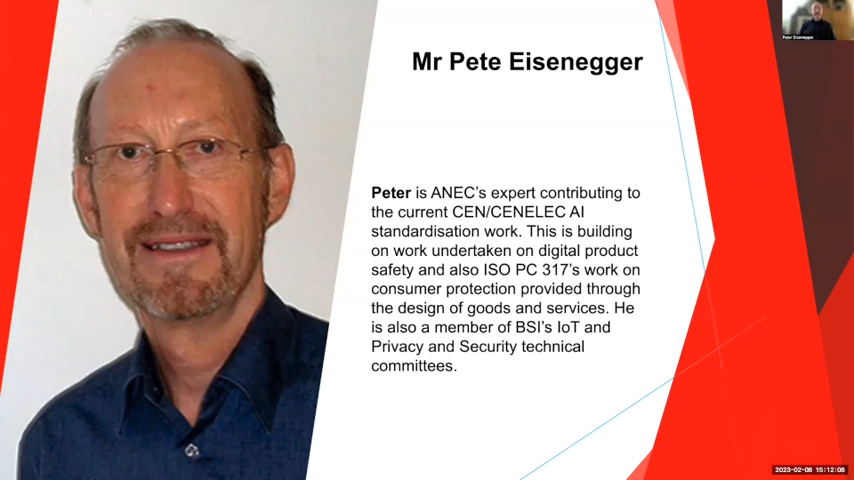 Mr Pete Eisenegger
Peter is ANEC's expert contributing to
the current CEN/CENELEC AI
standardisation work. This is building
on work undertaken on digital product
safety and also ISO PC 317's work on
consumer protection provided through
the design of goods and services. He
is also a member of BSI's IoT and
Privacy and Security technical
committees.
Peter Eisenegger
2023-02-08 15:12:08